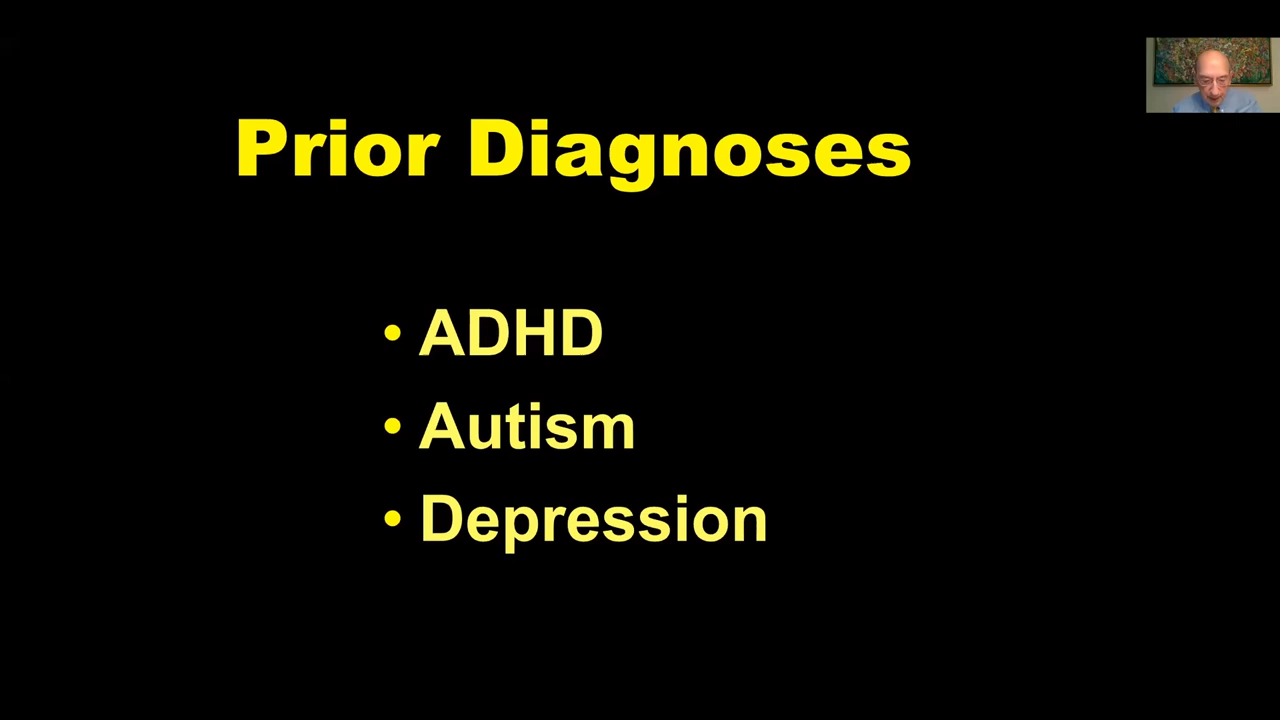 Prior Diagnoses
• ADHD
• Autism
• Depression